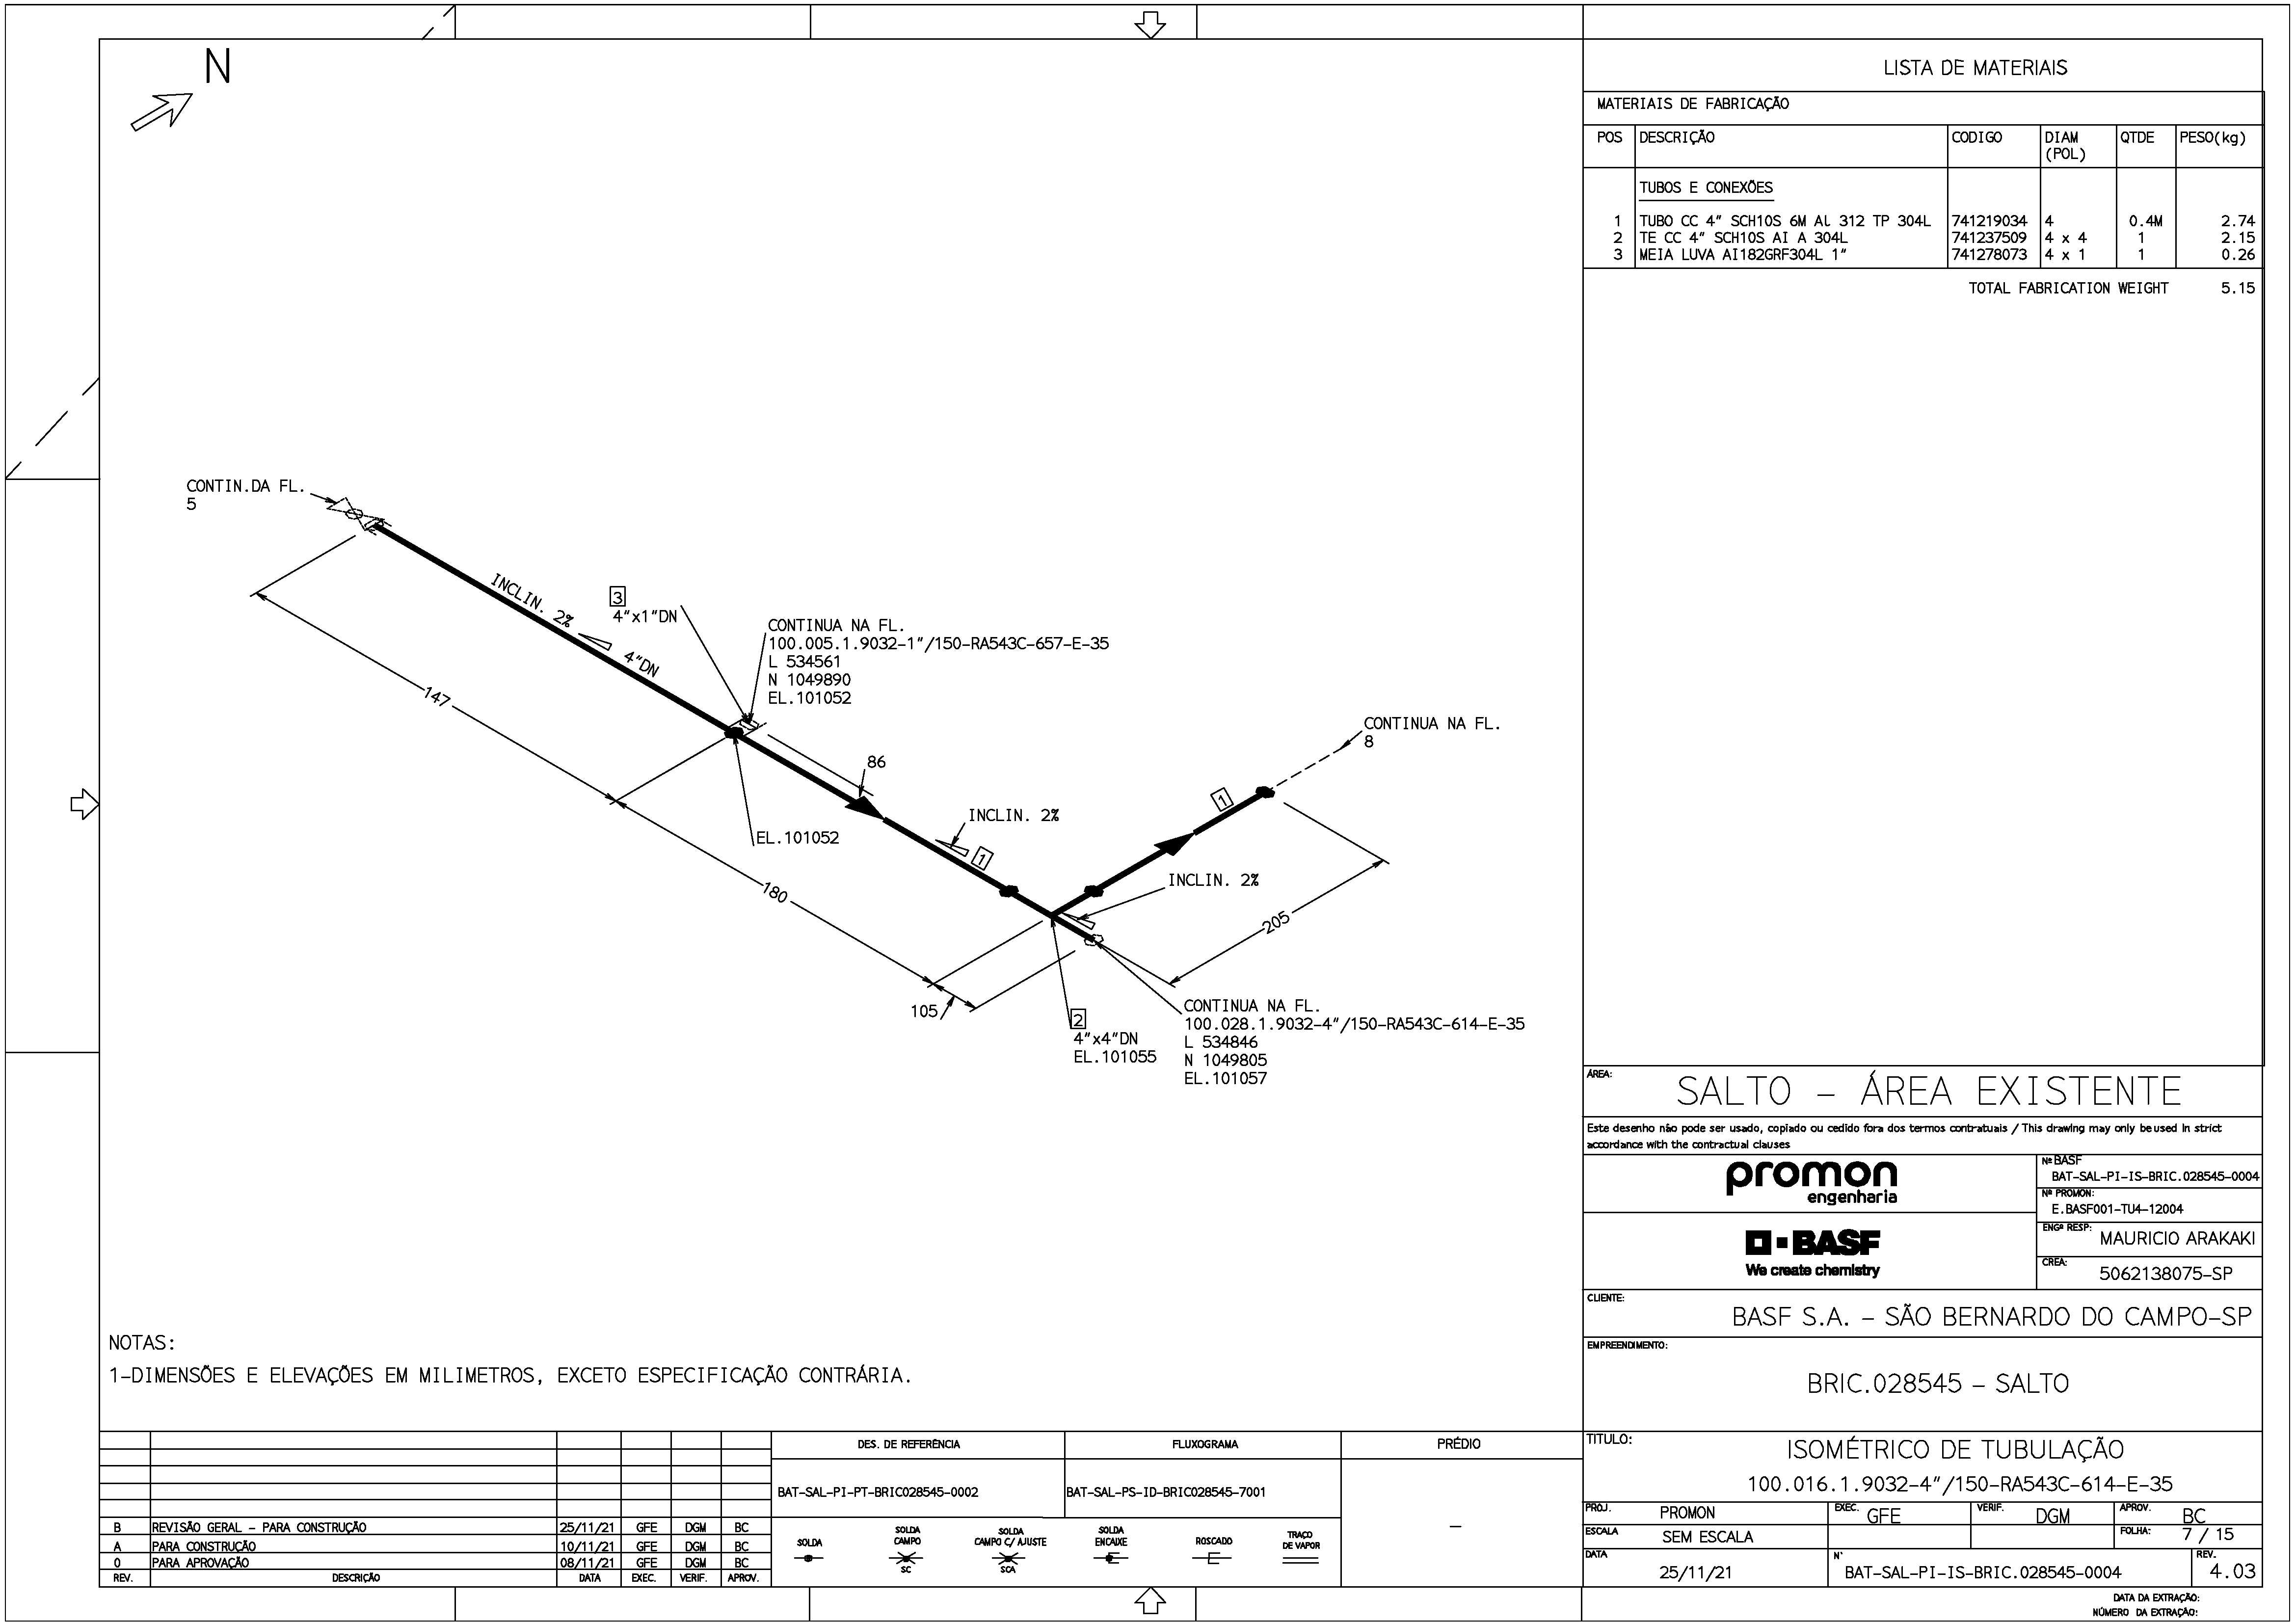 N
LISTA DE MATERIAIS
MATERIAIS DE FABRICAÇÃO
POS DESCRIÇÃO CODIGO DIAM (POL) QTDE PESO(kg)
TUBOS E CONEXÕES
1 TUBO CC 4" SCH10S 6M AL 312 TP 304L 741219034 4 0.4M 2.74
2 TE CC 4" SCH10S AI A 304L 741237509 4 x 4 1 2.15
3 MEIA LUVA AI182GRF304L 1" 741278073 4 x 1 1 0.26
TOTAL FABRICATION WEIGHT 5.15
CONTIN.DA FL.
5
INCLIN. 2%
4"DN
3
4"x1"DN
CONTINUA NA FL.
100.005.1.9032-1"/150-RA543C-657-E-35
L 534561
N 1049890
EL.101052
147
86
EL.101052
INCLIN. 2%
1
180
CONTINUA NA FL.
8
1
INCLIN. 2%
205
105
2
4"x4"DN
EL.101055
CONTINUA NA FL.
100.028.1.9032-4"/150-RA543C-614-E-35
L 534846
N 1049805
EL.101057
NOTAS:
1-DIMENSÕES E ELEVAÇÕES EM MILIMETROS, EXCETO ESPECIFICAÇÃO CONTRÁRIA.
ÁREA:
SALTO - ÁREA EXISTENTE
Este desenho não pode ser usado, copiado ou cedido fora dos termos contratuais / This drawing may only be used in strict
accordance with the contractual clauses
promon
engenharia
Nº BASF
BAT-SAL-PI-IS-BRIC.028545-0004
Nº PROMON:
E.BASF001-TU4-12004
BASF
We create chemistry
ENGº RESP:
MAURICIO ARAKAKI
CREA:
5062138075-SP
CLIENTE:
BASF S.A. - SÃO BERNARDO DO CAMPO-SP
EMPREENDIMENTO:
BRIC.028545 - SALTO
TITULO:
ISOMÉTRICO DE TUBULAÇÃO
100.016.1.9032-4"/150-RA543C-614-E-35
PROJ. PROMON EXEC. GFE VERIF. DGM APROV. BC
ESCALA SEM ESCALA FOLHA: 7 / 15
DATA 25/11/21 N° BAT-SAL-PI-IS-BRIC.028545-0004 REV. 4.03
DATA DA EXTRAÇÃO:
NÚMERO DA EXTRAÇÃO:
B REVISÃO GERAL - PARA CONSTRUÇÃO 25/11/21 GFE DGM BC
A PARA CONSTRUÇÃO 10/11/21 GFE DGM BC
0 PARA APROVAÇÃO 08/11/21 GFE DGM BC
REV. DESCRIÇÃO DATA EXEC. VERIF. APROV.
DES. DE REFERÊNCIA FLUXOGRAMA PRÉDIO
BAT-SAL-PI-PT-BRIC028545-0002 BAT-SAL-PS-ID-BRIC028545-7001 -
SOLDA
SOLDA CAMPO
SC
SOLDA CAMPO C/ AJUSTE
SCA
SOLDA ENCAIXE
ROSCADO
TRAÇO DE VAPOR